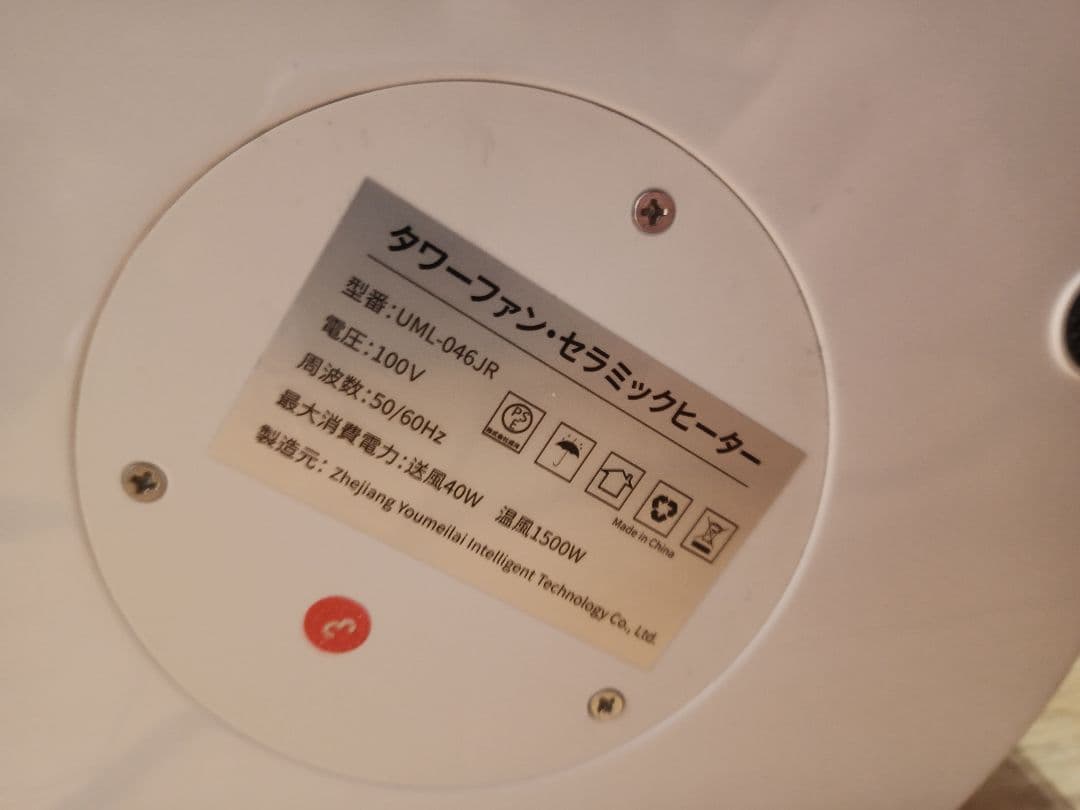 タワーファン・セラミックヒーター
型番：UML-046JR
電圧：100V
周波数：50/60Hz
最大消費電力：送風40W 温風1500W
製造元：Zhejiang Youmeilai Intelligent Technology Co., Ltd.
PSE
Made in China
3